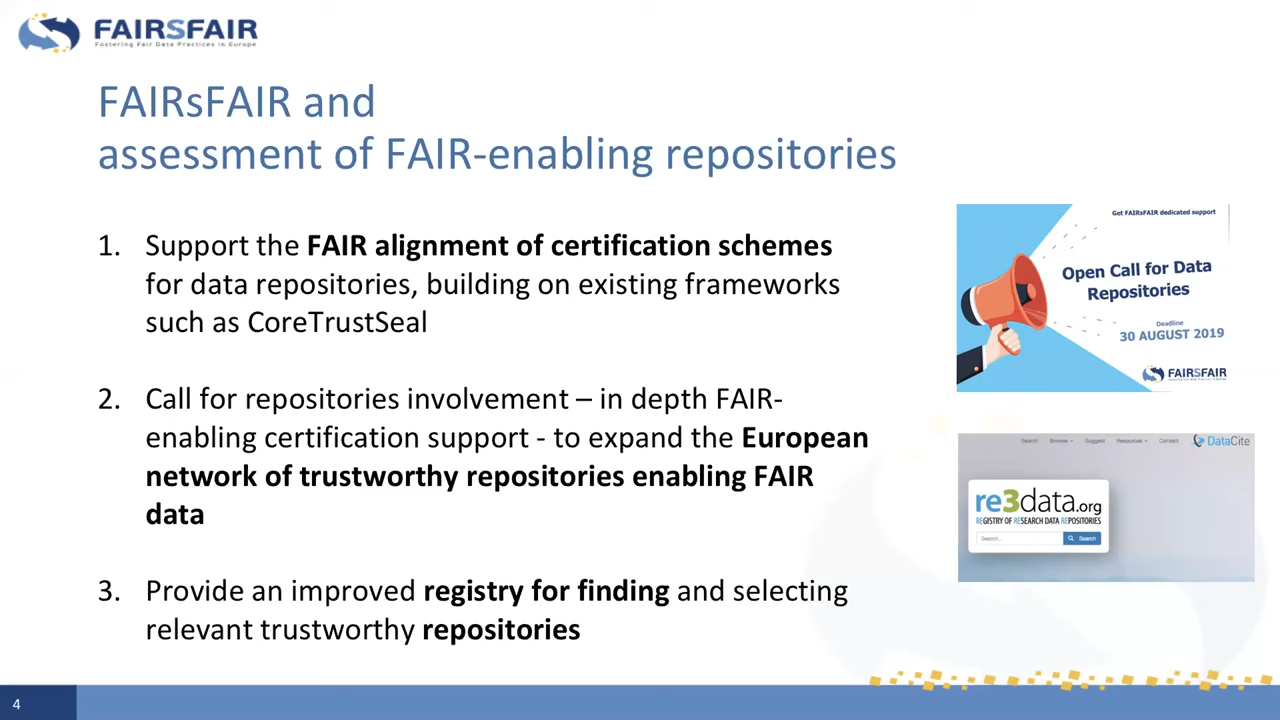 FAIRSFAIR
Fostering Fair Data Practices in Europe
FAIRsFAIR and
assessment of FAIR-enabling repositories
1. Support the FAIR alignment of certification schemes
for data repositories, building on existing frameworks
such as CoreTrustSeal
2. Call for repositories involvement – in depth FAIR-
enabling certification support - to expand the European
network of trustworthy repositories enabling FAIR
data
3. Provide an improved registry for finding and selecting
relevant trustworthy repositories
Get FAIRsFAIR dedicated support
Open Call for Data
Repositories
Deadline
30 AUGUST 2019
FAIRSFAIR
Search Browse Suggest Resources Contact DataCite
re3data.org
REGISTRY OF RESEARCH DATA REPOSITORIES
Search... Search
4